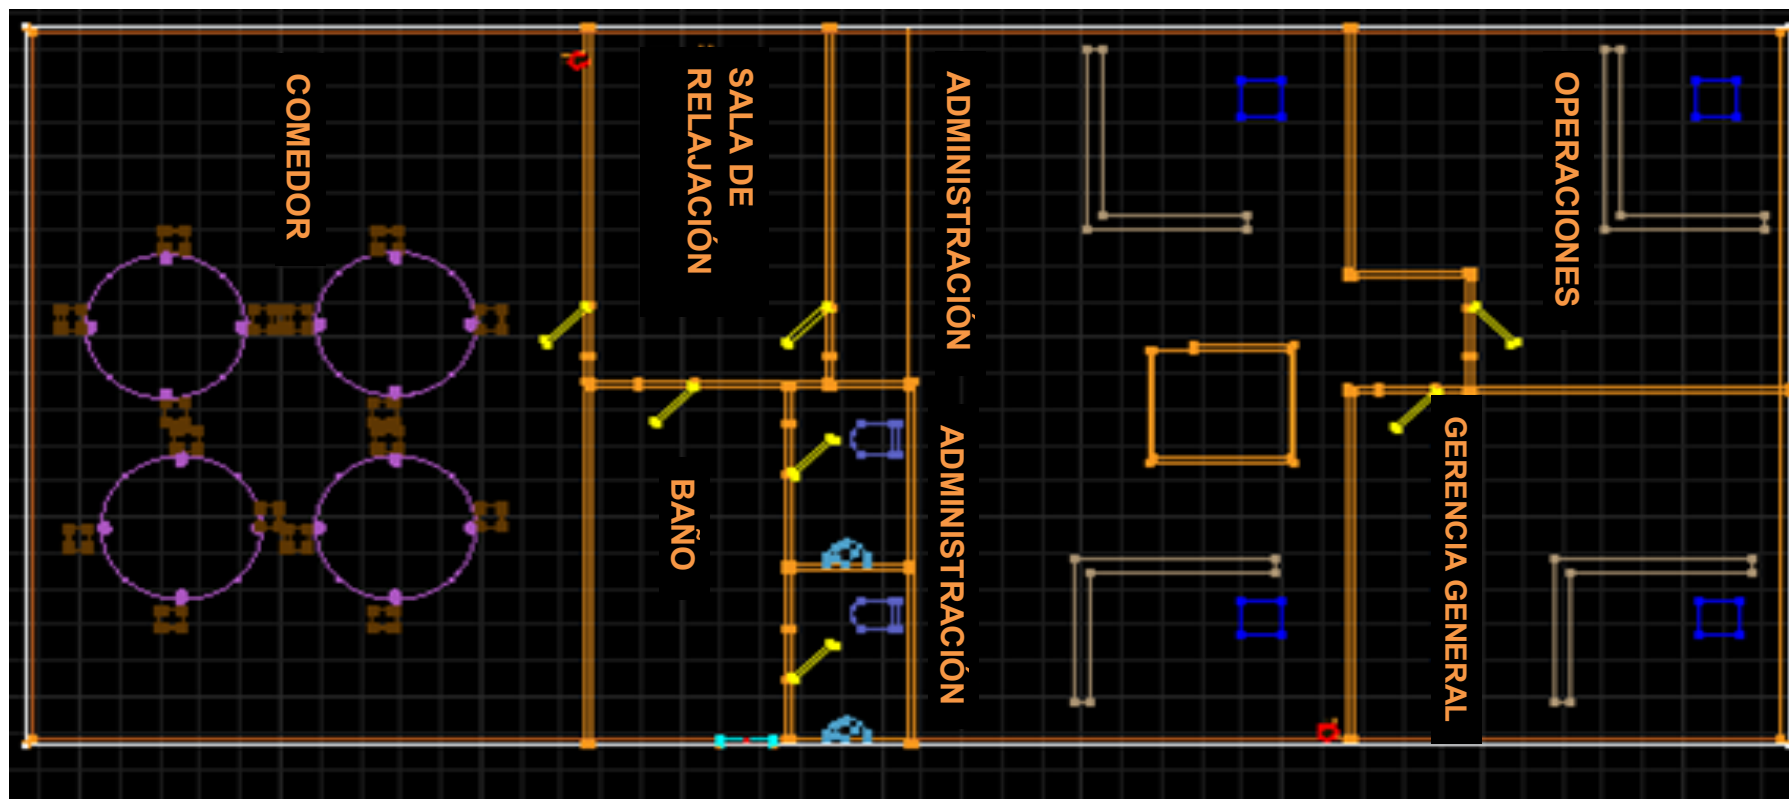 COMEDOR
SALA DE
RELAJACIÓN
ADMINISTRACIÓN
OPERACIONES
BAÑO
ADMINISTRACIÓN
GERENCIA GENERAL